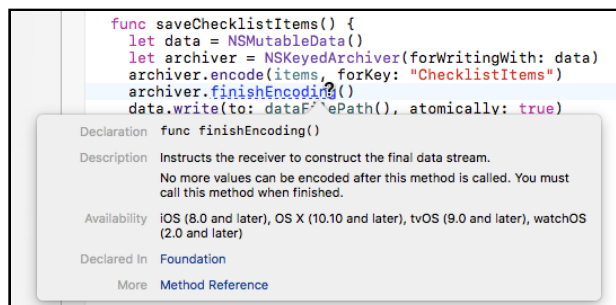 func saveChecklistItems() {
let data = NSMutableData()
let archiver = NSKeyedArchiver(forWritingWith: data)
archiver.encode(items, forKey: "ChecklistItems")
archiver.finishEncoding()
data.write(to: dataFilePath(), atomically: true)
Declaration func finishEncoding()
Description Instructs the receiver to construct the final data stream.
No more values can be encoded after this method is called. You must
call this method when finished.
Availability iOS (8.0 and later), OS X (10.10 and later), tvOS (9.0 and later), watchOS
(2.0 and later)
Declared In Foundation
More Method Reference